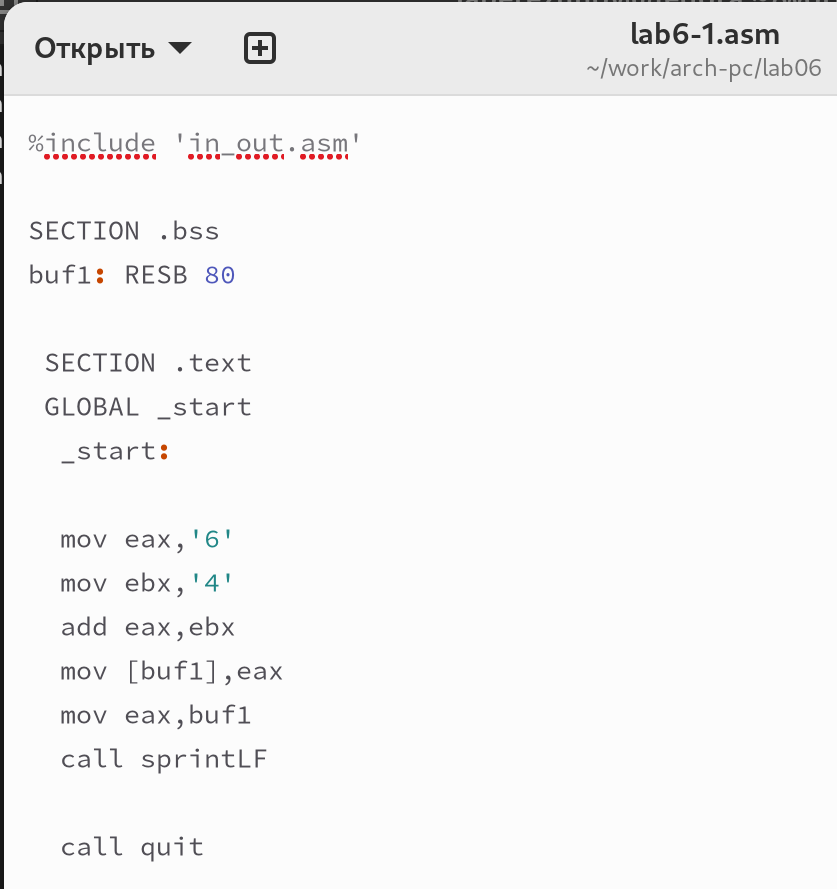 Открыть
lab6-1.asm
~/work/arch-pc/lab06
%include 'in_out.asm'
SECTION .bss
buf1: RESB 80
SECTION .text
GLOBAL _start
_start:
mov eax,'6'
mov ebx,'4'
add eax,ebx
mov [buf1],eax
mov eax,buf1
call sprintLF
call quit